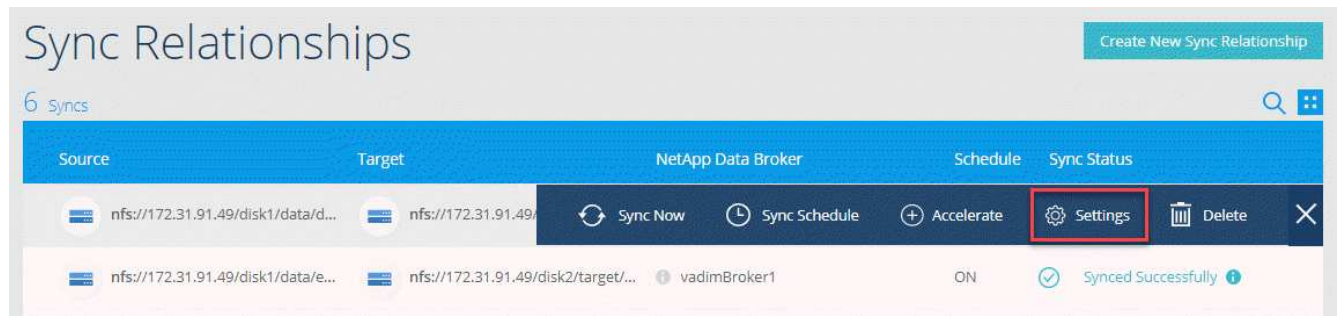 Sync Relationships
Create New Sync Relationship
6 Syncs
Source Target NetApp Data Broker Schedule Sync Status
nfs://172.31.91.49/disk1/data/d... nfs://172.31.91.49/ Sync Now Sync Schedule Accelerate Settings Delete
nfs://172.31.91.49/disk1/data/e... nfs://172.31.91.49/disk2/target/... vadimBroker1 ON Synced Successfully